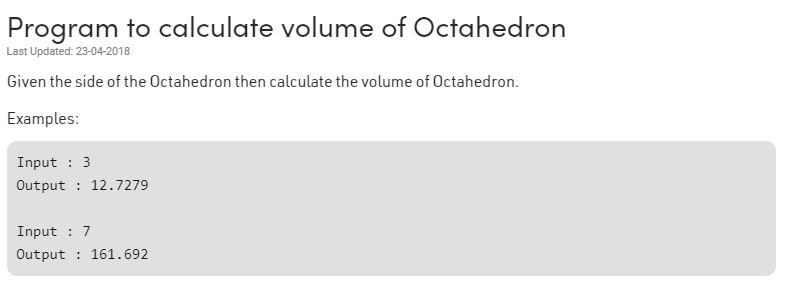 Program to calculate volume of Octahedron
Last Updated: 23-04-2018
Given the side of the Octahedron then calculate the volume of Octahedron.
Examples:
Input : 3
Output : 12.7279
Input : 7
Output : 161.692